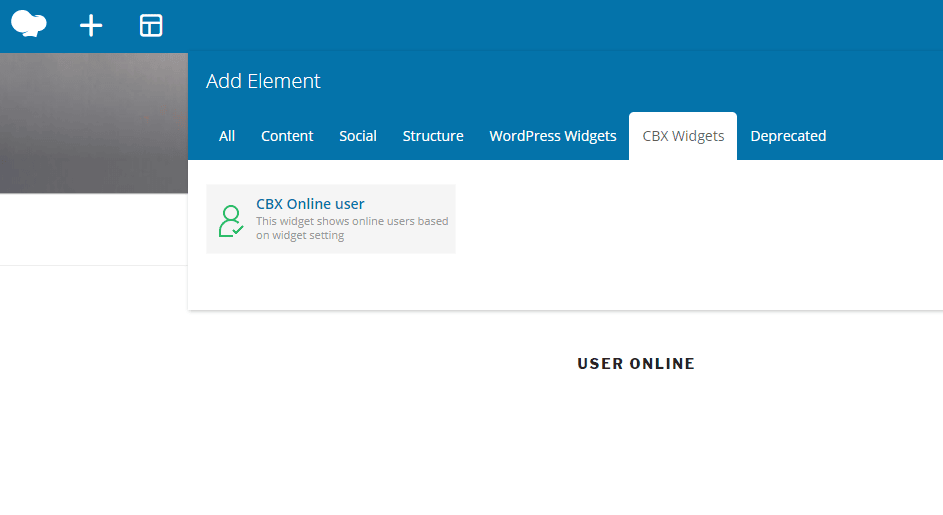 Add Element
All Content Social Structure WordPress Widgets CBX Widgets Deprecated
CBX Online user
This widget shows online users based
on widget setting
USER ONLINE